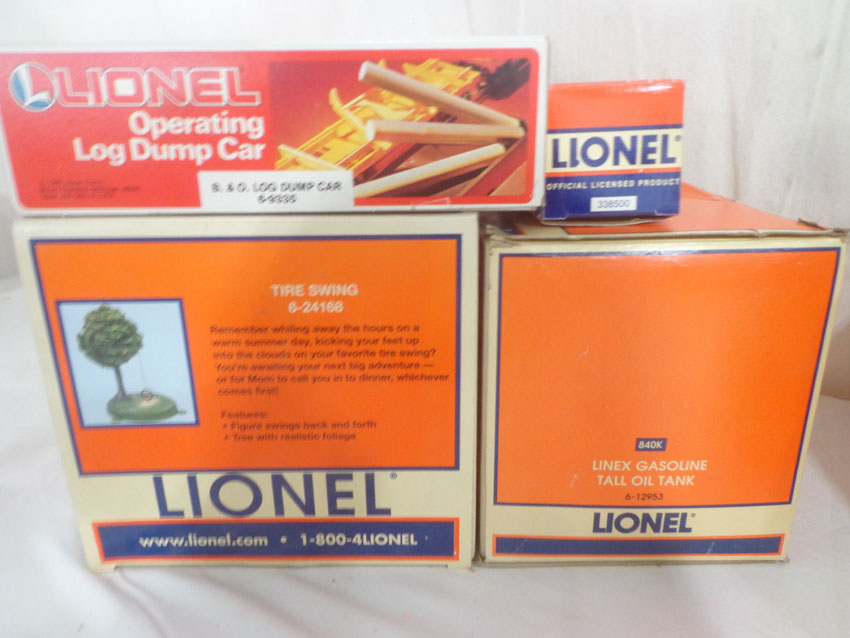 LIONEL
Operating
Log Dump Car
B. & O. LOG DUMP CAR
6-9335
LIONEL®
OFFICIAL LICENSED PRODUCT
338500
TIRE SWING
6-24168
Remember whiling away the hours on a
warm summer day, kicking your feet up
into the clouds on your favorite tire swing?
You're awaiting your next big adventure —
or for Mom to call you in to dinner, whichever
comes first!
Features:
• Figure swings back and forth
• Tree with realistic foliage
LIONEL®
www.lionel.com • 1-800-4LIONEL
840K
LINEX GASOLINE
TALL OIL TANK
6-12953
LIONEL®